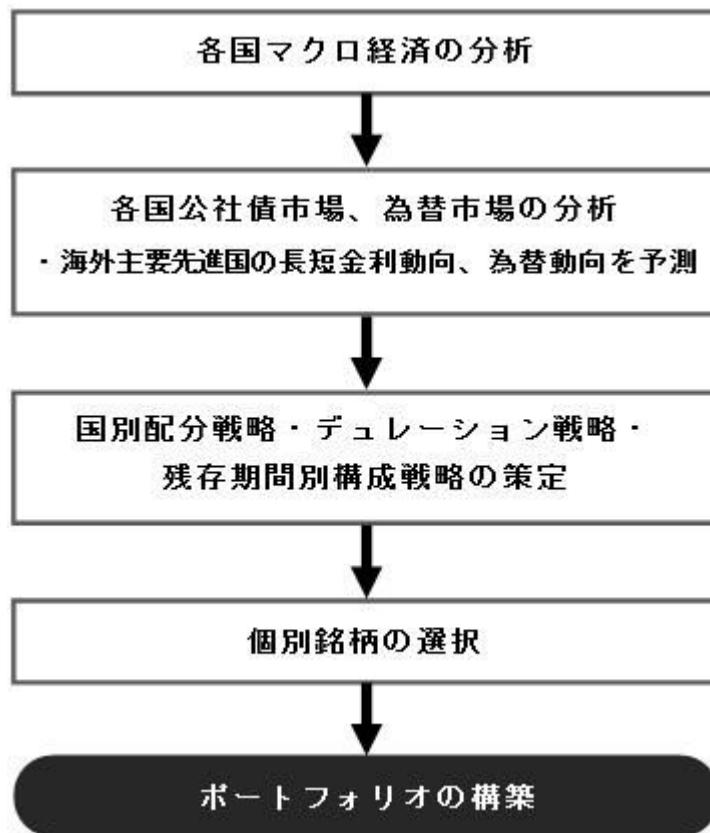 各国マクロ経済の分析
各国公社債市場、為替市場の分析
・海外主要先進国の長短金利動向、為替動向を予測
国別配分戦略・デュレーション戦略・
残存期間別構成戦略の策定
個別銘柄の選択
ポートフォリオの構築